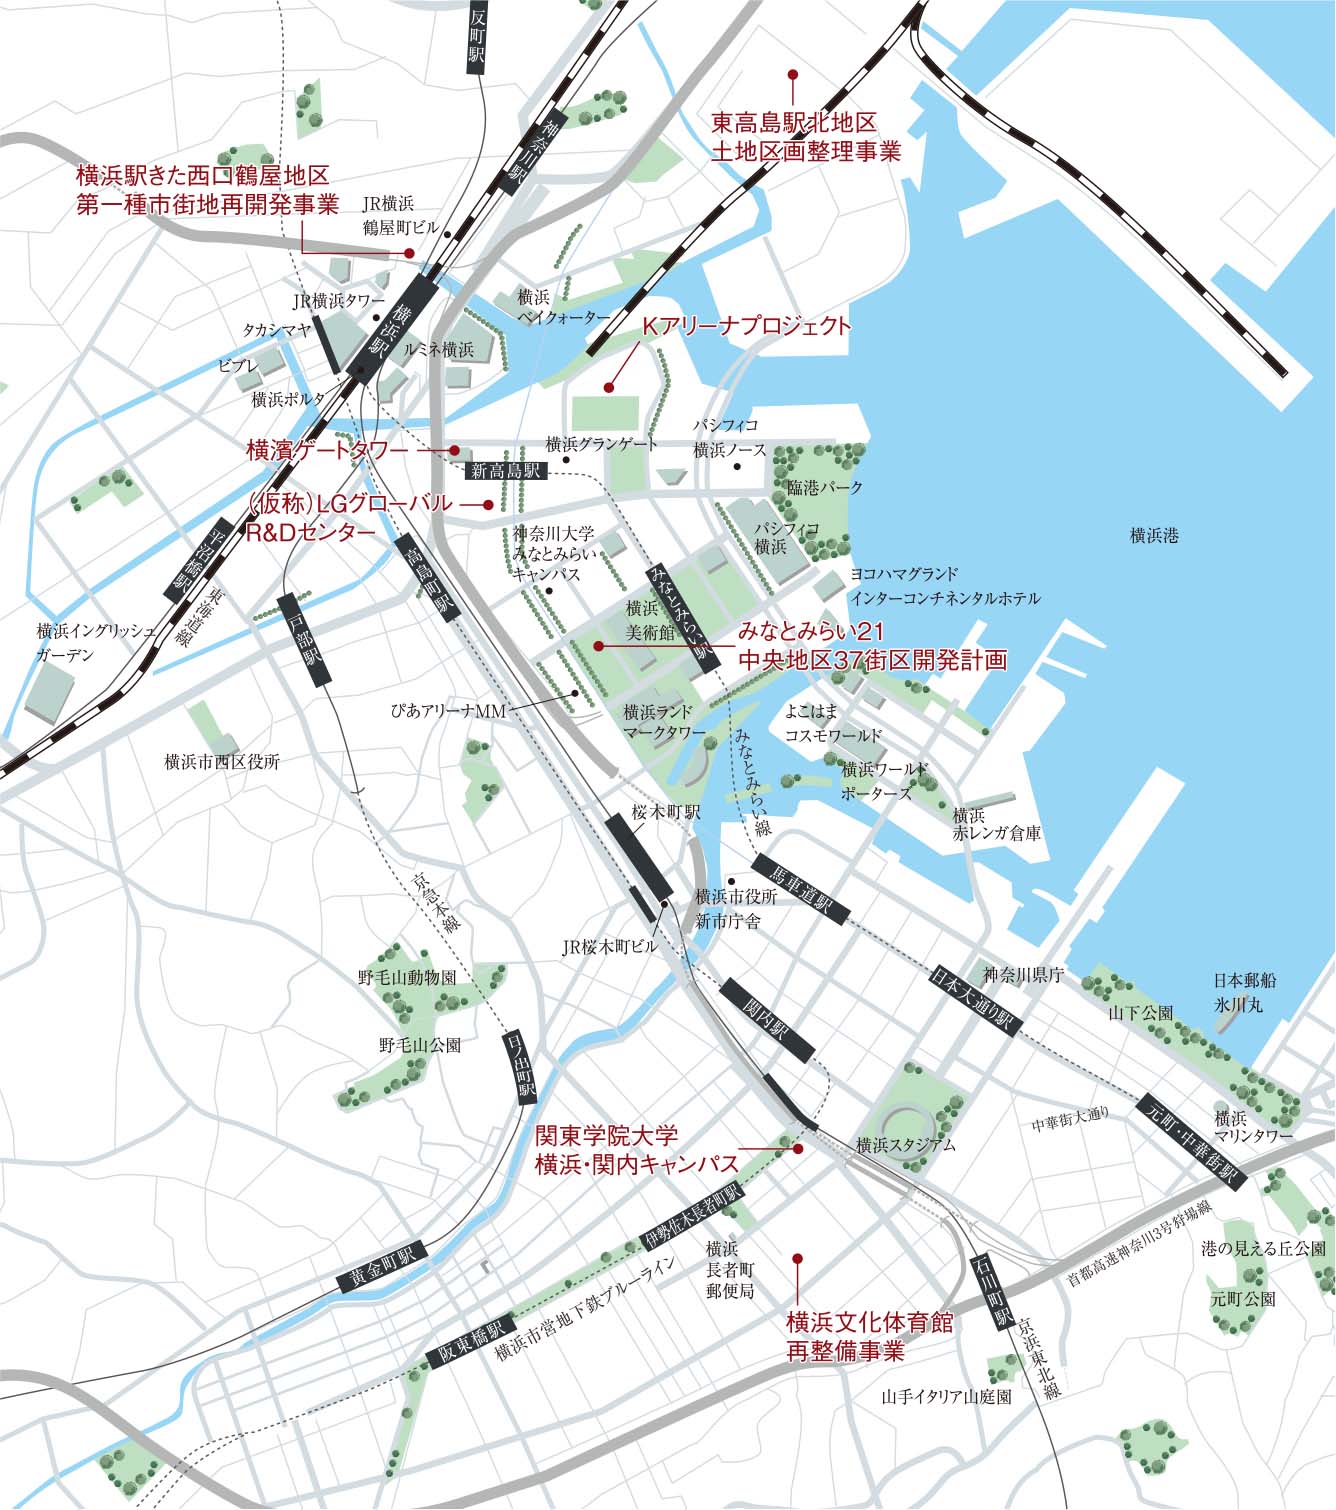 反町駅
神奈川駅
東高島駅北地区
土地区画整理事業
横浜駅きた西口鶴屋地区
第一種市街地再開発事業
JR横浜
鶴屋町ビル
JR横浜タワー
タカシマヤ
横浜駅
ビブレ
横浜ポルタ
ルミネ横浜
横浜
ベイクォーター
Kアリーナプロジェクト
横濱ゲートタワー
新高島駅
横浜グランゲート
パシフィコ
横浜ノース
臨港パーク
(仮称)LGグローバル
R&Dセンター
神奈川大学
みなとみらい
キャンパス
パシフィコ
横浜
横浜港
平沼橋駅
東海道線
高島町駅
戸部駅
みなとみらい駅
横浜
美術館
ヨコハマグランド
インターコンチネンタルホテル
横浜イングリッシュ
ガーデン
みなとみらい21
中央地区37街区開発計画
ぴあアリーナMM
横浜ランド
マークタワー
よこはま
コスモワールド
横浜市西区役所
みなとみらい線
横浜ワールド
ポーターズ
横浜
赤レンガ倉庫
桜木町駅
京急本線
横浜市役所
新市庁舎
馬車道駅
JR桜木町ビル
野毛山動物園
野毛山公園
日ノ出町駅
関内駅
日本大通り駅
神奈川県庁
山下公園
日本郵船
氷川丸
中華街大通り
元町・中華街駅
横浜
マリンタワー
横浜スタジアム
関東学院大学
横浜・関内キャンパス
伊勢佐木長者町駅
横浜
長者町
郵便局
黄金町駅
阪東橋駅
横浜市営地下鉄ブルーライン
横浜文化体育館
再整備事業
石川町駅
首都高速神奈川3号狩場線
港の見える丘公園
元町公園
京浜東北線
山手イタリア山庭園